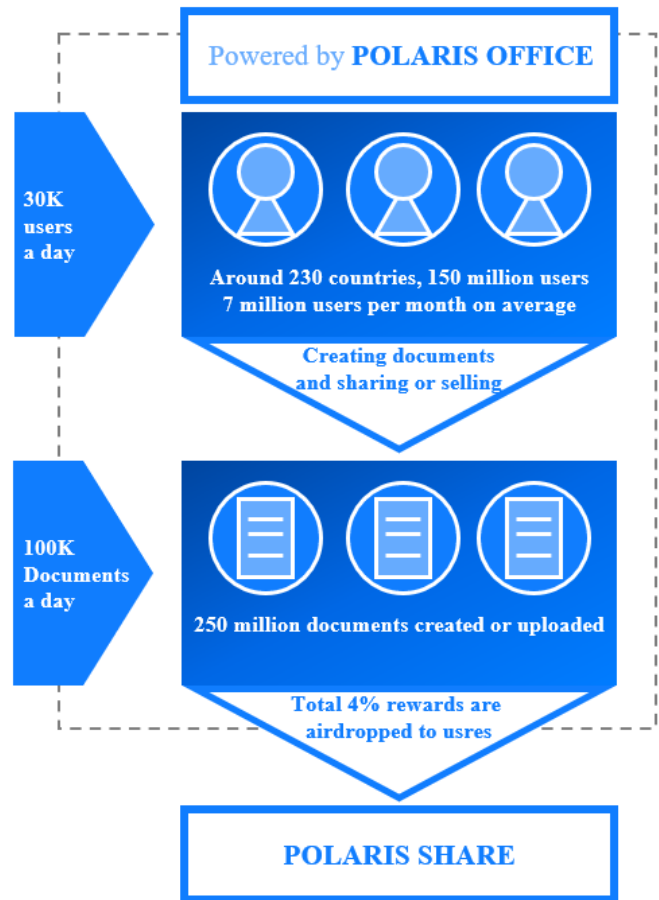 Powered by POLARIS OFFICE
30K
users
a day
Around 230 countries, 150 million users
7 million users per month on average
Creating documents
and sharing or selling
100K
Documents
a day
250 million documents created or uploaded
Total 4% rewards are
airdropped to usres
POLARIS SHARE